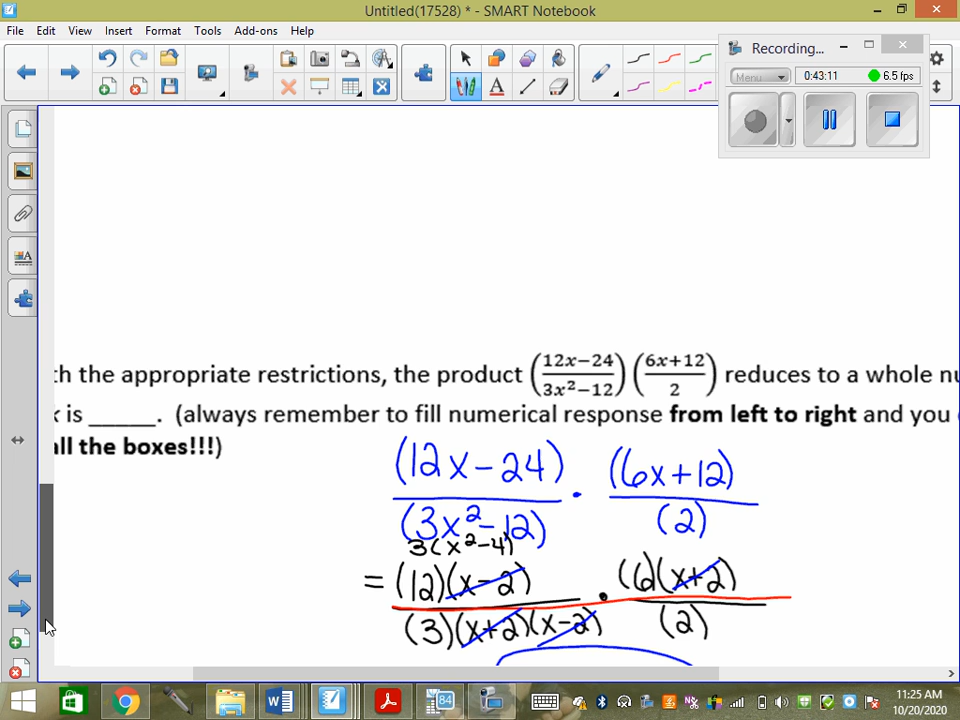 Untitled(17528) * - SMART Notebook
File Edit View Insert Format Tools Add-ons Help
Recording...
Menu 0:43:11 6.5 fps
th the appropriate restrictions, the product (12x−24/3x²−12)(6x+12/2) reduces to a whole nu
k is _____. (always remember to fill numerical response from left to right and you
all the boxes!!!)
(12x−24)/(3x²−12) · (6x+12)/(2)
3(x²−4)
= (12)(x−2)/(3)(x+2)(x−2) · (6(x+2)/(2)
84
11:25 AM
10/20/2020